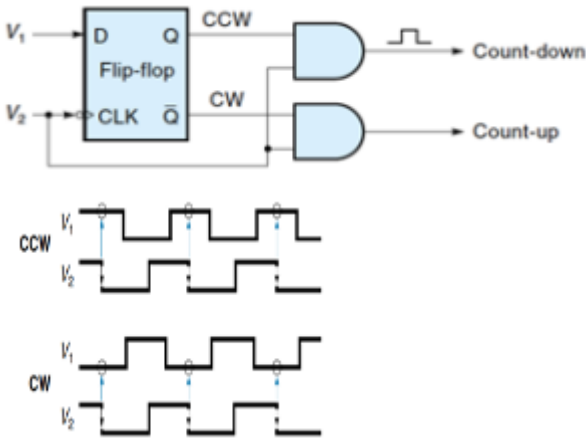 CCW
V₁
D
Q
Count-down
Flip-flop
CW
V₂
CLK
Q̅
Count-up
V₁
CCW
V₂
V₁
CW
V₂